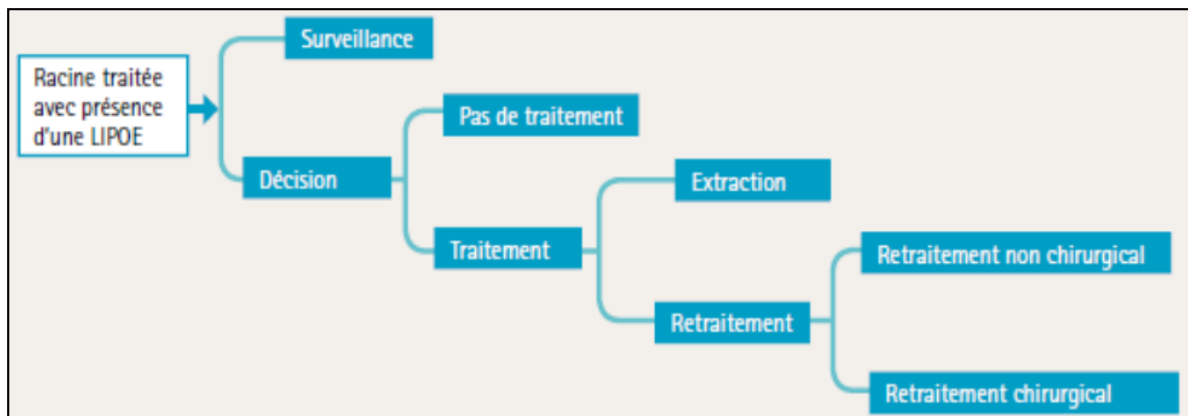 Surveillance
Racine traitée
avec présence
d'une LIPOE
Pas de traitement
Décision
Extraction
Traitement
Retraitement non chirurgical
Retraitement
Retraitement chirurgical